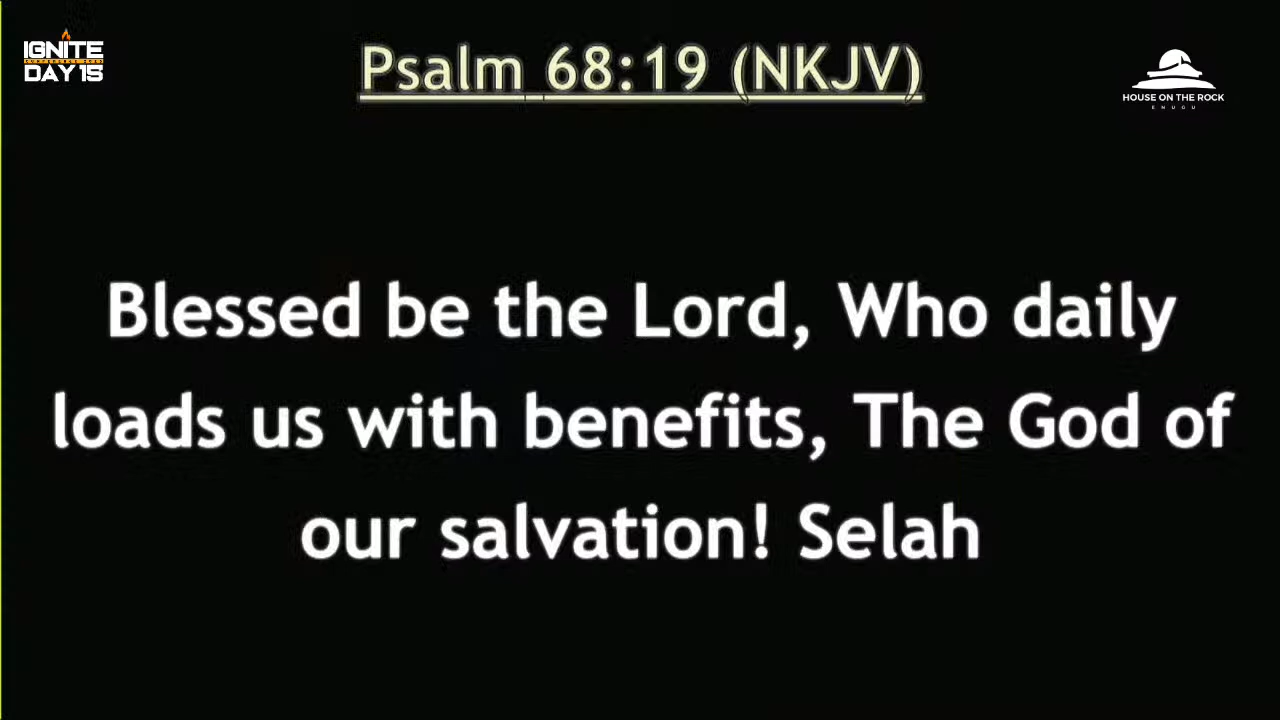 IGNITE
DAY 15
Psalm 68:19 (NKJV)
HOUSE ON THE ROCK
ENUGU
Blessed be the Lord, Who daily
loads us with benefits, The God of
our salvation! Selah